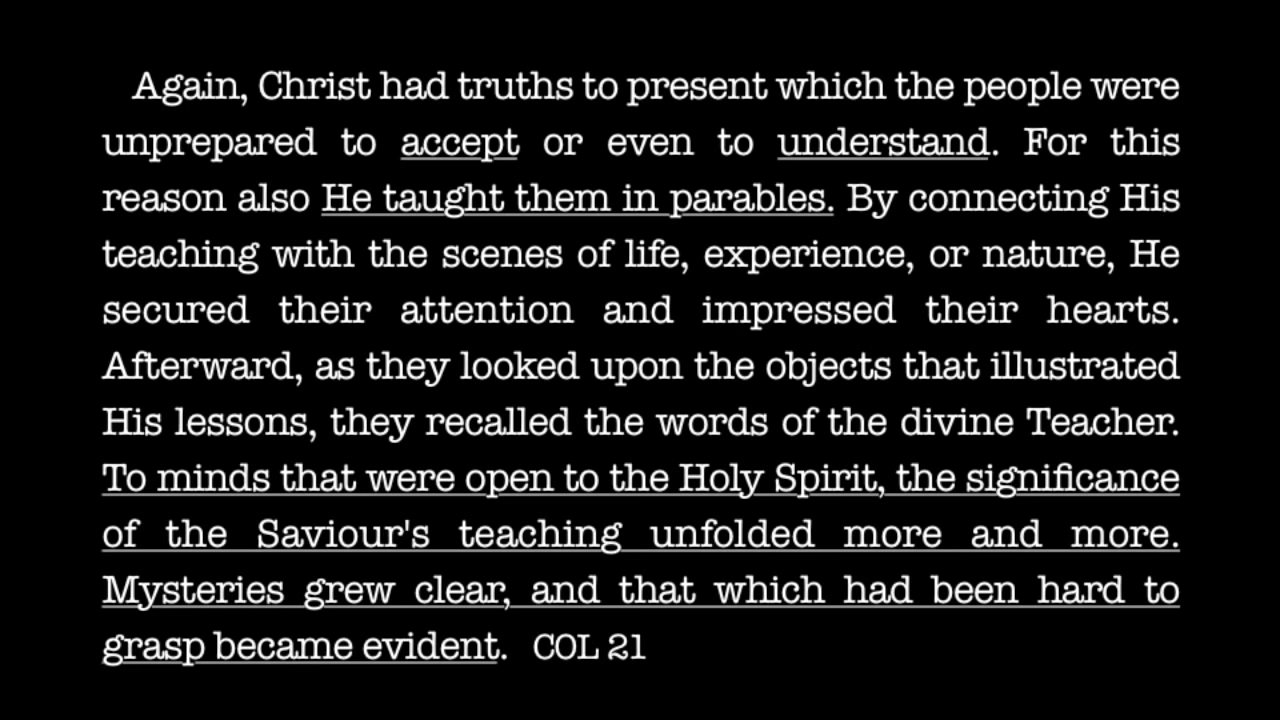 Again, Christ had truths to present which the people were
unprepared to accept or even to understand. For this
reason also He taught them in parables. By connecting His
teaching with the scenes of life, experience, or nature, He
secured their attention and impressed their hearts.
Afterward, as they looked upon the objects that illustrated
His lessons, they recalled the words of the divine Teacher.
To minds that were open to the Holy Spirit, the significance
of the Saviour's teaching unfolded more and more.
Mysteries grew clear, and that which had been hard to
grasp became evident. COL 21